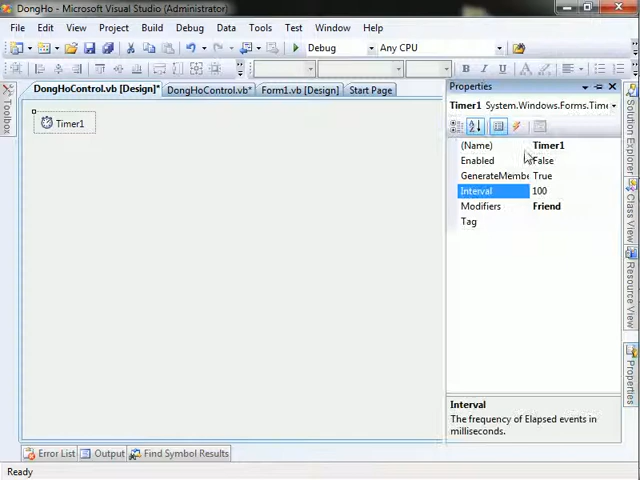 DongHo - Microsoft Visual Studio (Administrator)
File Edit View Project Build Debug Data Tools Test Window Help
Debug Any CPU
DongHoControl.vb [Design]* DongHoControl.vb* Form1.vb [Design] Start Page
Toolbox
Timer1
Properties
Timer1 System.Windows.Forms.Time
(Name) Timer1
Enabled False
GenerateMembe True
Interval 100
Modifiers Friend
Tag
Interval
The frequency of Elapsed events in
milliseconds.
Solution Explorer
Class View
Resource View
Properties
Error List Output Find Symbol Results
Ready